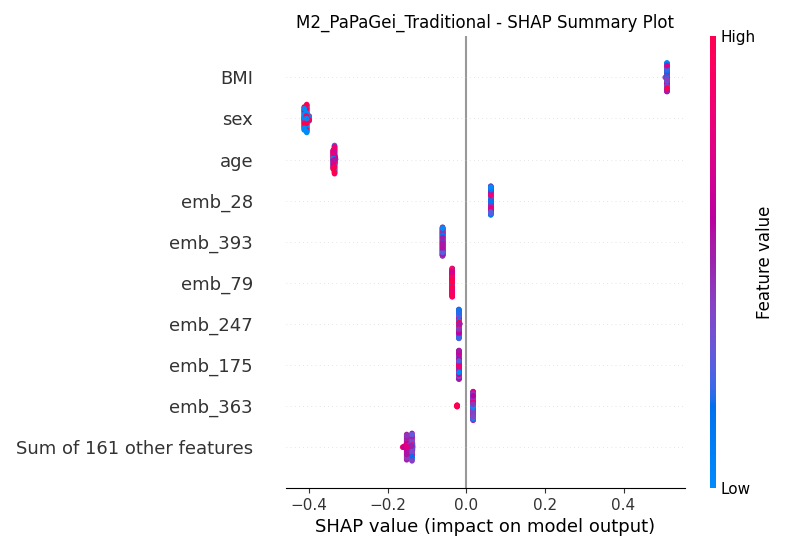 M2_PaPaGei_Traditional - SHAP Summary Plot
High
BMI
sex
age
emb_28
emb_393
emb_79
emb_247
emb_175
emb_363
Sum of 161 other features
Low
Feature value
−0.4 −0.2 0.0 0.2 0.4
SHAP value (impact on model output)